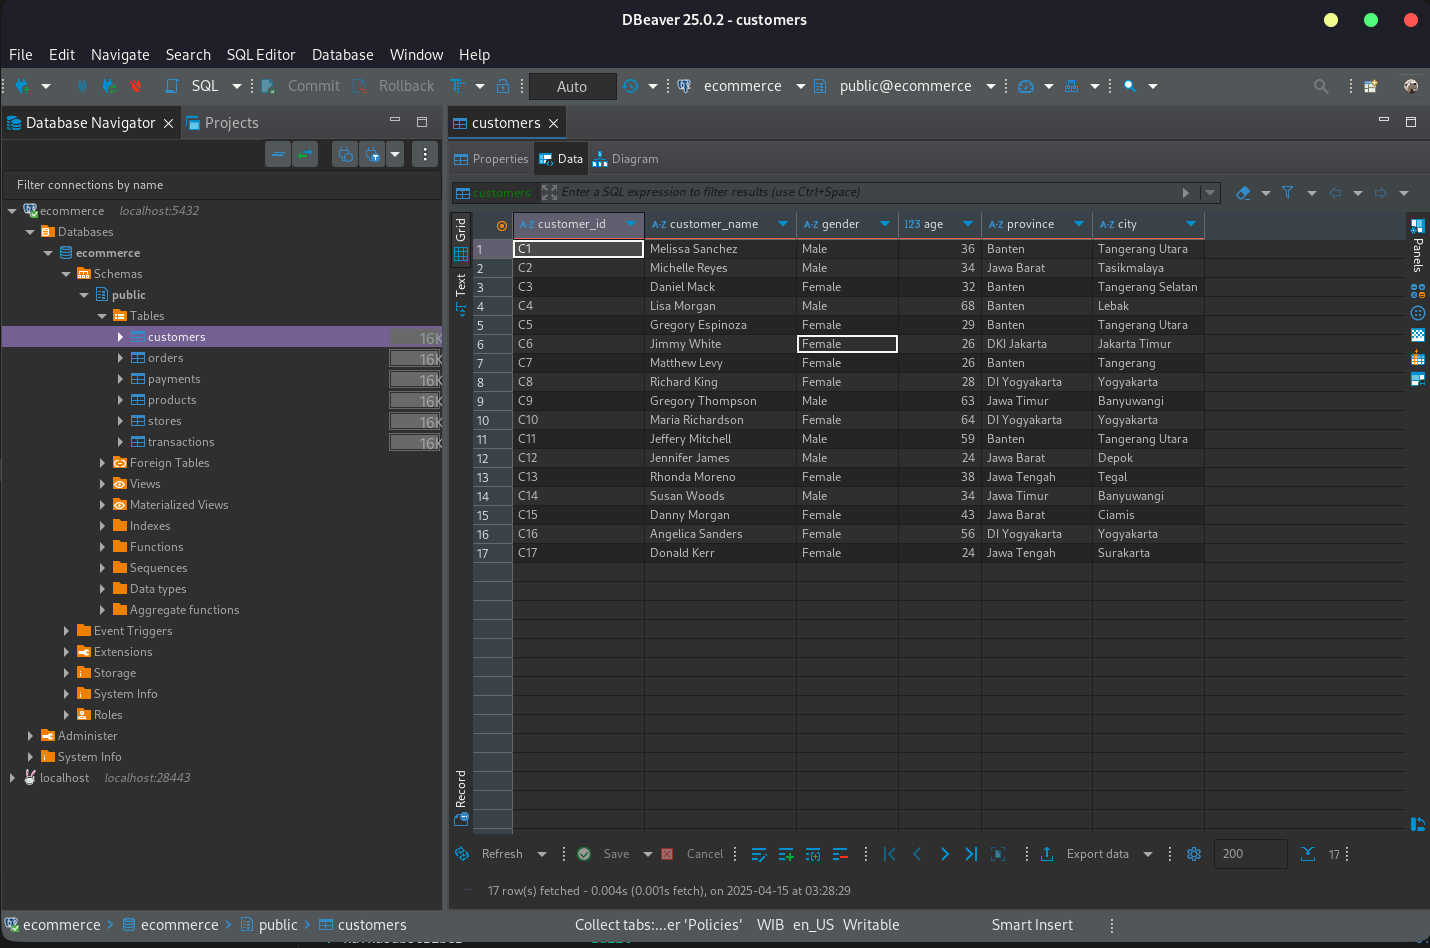 DBeaver 25.0.2 - customers
File Edit Navigate Search SQL Editor Database Window Help
SQL Commit Rollback Auto ecommerce public@ecommerce
Database Navigator Projects
Filter connections by name
ecommerce localhost:5432
Databases
ecommerce
Schemas
public
Tables
customers 16K
orders 16K
payments 16K
products 16K
stores 16K
transactions 16K
Foreign Tables
Views
Materialized Views
Indexes
Functions
Sequences
Data types
Aggregate functions
Event Triggers
Extensions
Storage
System Info
Roles
Administer
System Info
localhost localhost:28443
customers
Properties Data Diagram
customers Enter a SQL expression to filter results (use Ctrl+Space)
Grid
Text
Record
A-Z customer_id A-Z customer_name A-Z gender 123 age A-Z province A-Z city
1 C1 Melissa Sanchez Male 36 Banten Tangerang Utara
2 C2 Michelle Reyes Male 34 Jawa Barat Tasikmalaya
3 C3 Daniel Mack Female 32 Banten Tangerang Selatan
4 C4 Lisa Morgan Male 68 Banten Lebak
5 C5 Gregory Espinoza Female 29 Banten Tangerang Utara
6 C6 Jimmy White Female 26 DKI Jakarta Jakarta Timur
7 C7 Matthew Levy Female 26 Banten Tangerang
8 C8 Richard King Female 28 DI Yogyakarta Yogyakarta
9 C9 Gregory Thompson Male 63 Jawa Timur Banyuwangi
10 C10 Maria Richardson Female 64 DI Yogyakarta Yogyakarta
11 C11 Jeffery Mitchell Male 59 Banten Tangerang Utara
12 C12 Jennifer James Male 24 Jawa Barat Depok
13 C13 Rhonda Moreno Female 38 Jawa Tengah Tegal
14 C14 Susan Woods Male 34 Jawa Timur Banyuwangi
15 C15 Danny Morgan Female 43 Jawa Barat Ciamis
16 C16 Angelica Sanders Female 56 DI Yogyakarta Yogyakarta
17 C17 Donald Kerr Female 24 Jawa Tengah Surakarta
Panels
Refresh Save Cancel Export data 200 17
17 row(s) fetched - 0.004s (0.001s fetch), on 2025-04-15 at 03:28:29
ecommerce ecommerce public customers Collect tabs:...er 'Policies' WIB en_US Writable Smart Insert